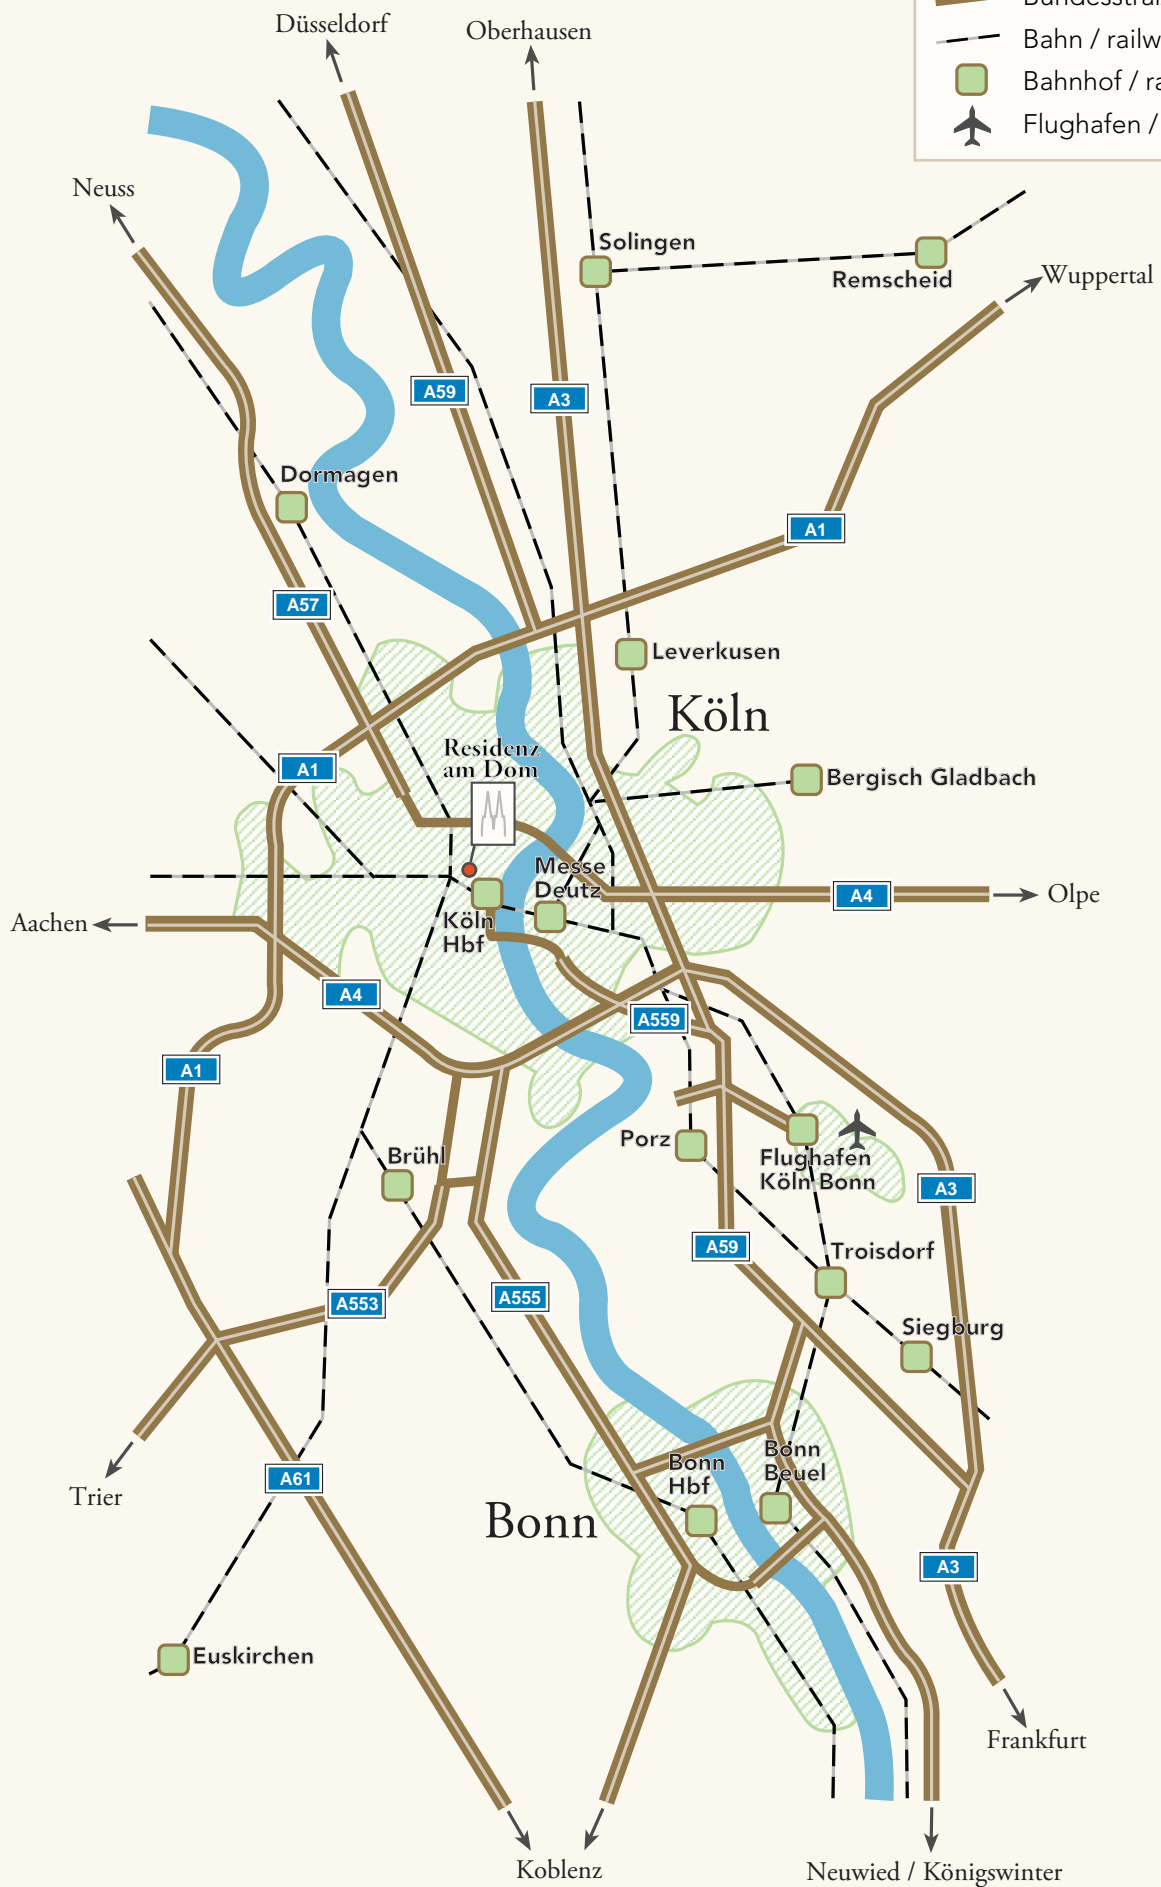 Düsseldorf
Oberhausen
Bahn /
Bahnhof /
Flughafen /
Neuss
Solingen
Remscheid
Wuppertal
A59
A3
Dormagen
A1
A57
Leverkusen
Köln
Residenz
am Dom
A1
Bergisch Gladbach
Messe
Deutz
A4
Olpe
Aachen
Köln
Hbf
A4
A559
A1
Porz
Brühl
Flughafen
Köln Bonn
A3
A59
Troisdorf
A553
A555
Siegburg
Bonn
Hbf
Bonn
Beuel
Trier
A61
Bonn
A3
Euskirchen
Frankfurt
Koblenz
Neuwied / Königswinter